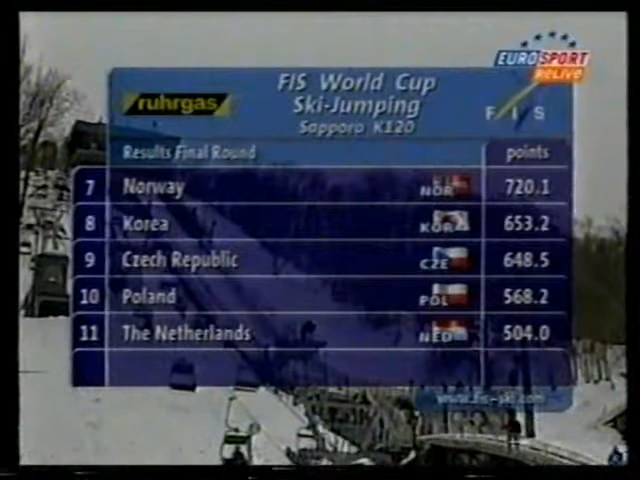 EUROSPORT
RELIVE
FIS World Cup
ruhrgas
Ski-Jumping
FIS
Sapporo K120
Results Final Round points
7 Norway NOR 720.1
8 Korea KOR 653.2
9 Czech Republic CZE 648.5
10 Poland POL 568.2
11 The Netherlands NED 504.0
www.fis-ski.com